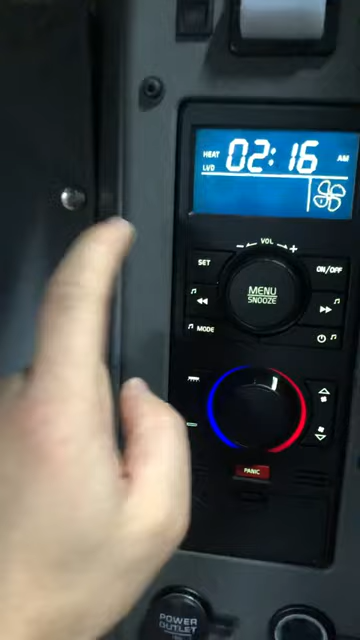 HEAT
02:16 AM
LVD
VOL
- +
SET
ON/OFF
MENU
SNOOZE
MODE
PANIC
POWER
OUTLET